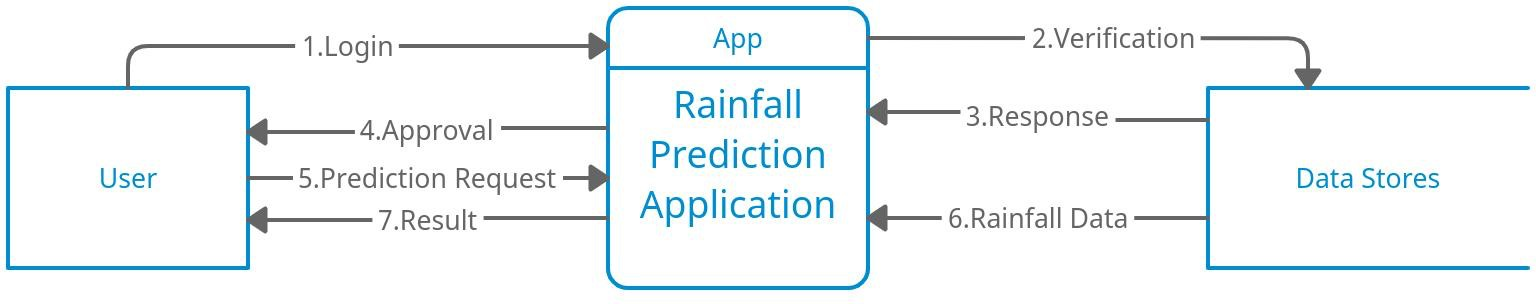 1.Login
App
2.Verification
Rainfall
Prediction
Application
3.Response
4.Approval
User
5.Prediction Request
Data Stores
7.Result
6.Rainfall Data